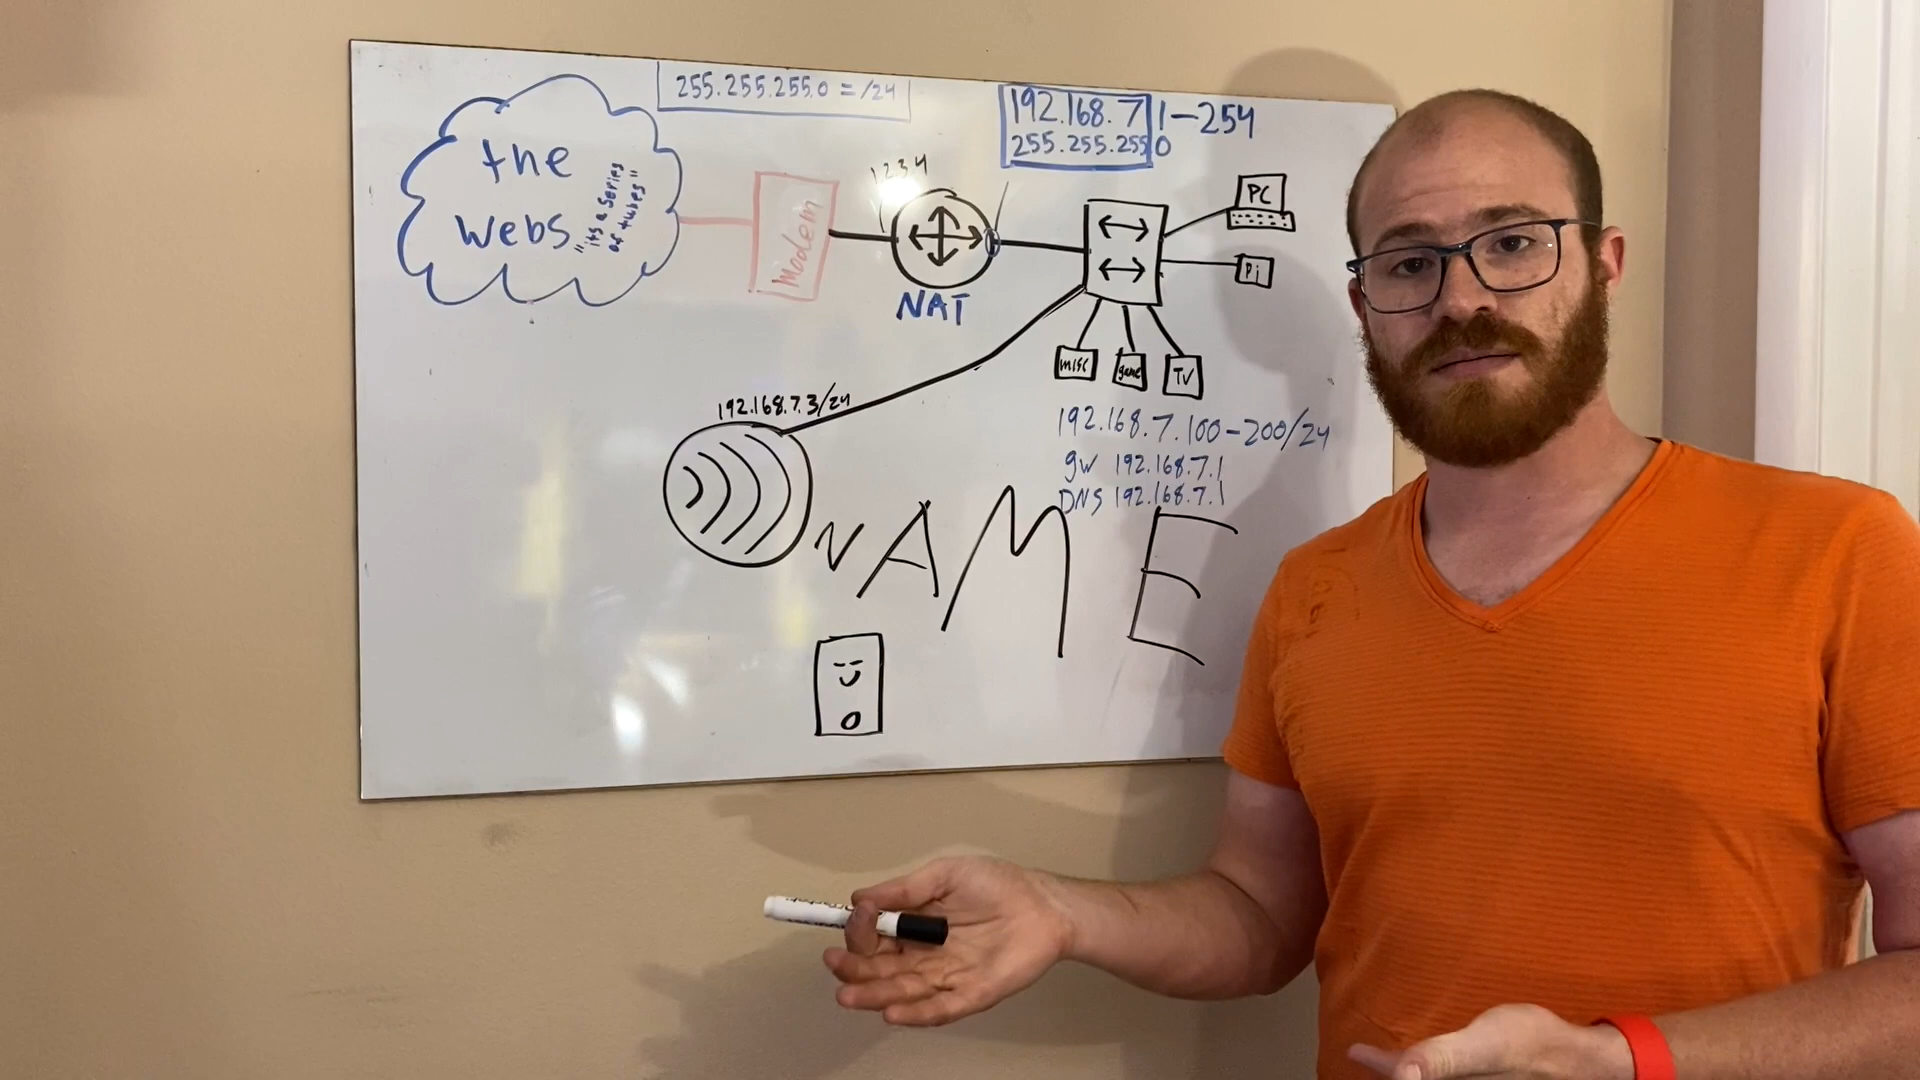 255.255.255.0 = /24
192.168.7 1-254
255.255.255 0
the
webs
"its a series
of tubes"
Modem
1234
NAT
PC
Pi
misc
game
TV
192.168.7.3/24
192.168.7.100-200/24
gw 192.168.7.1
DNS 192.168.7.1
NAME